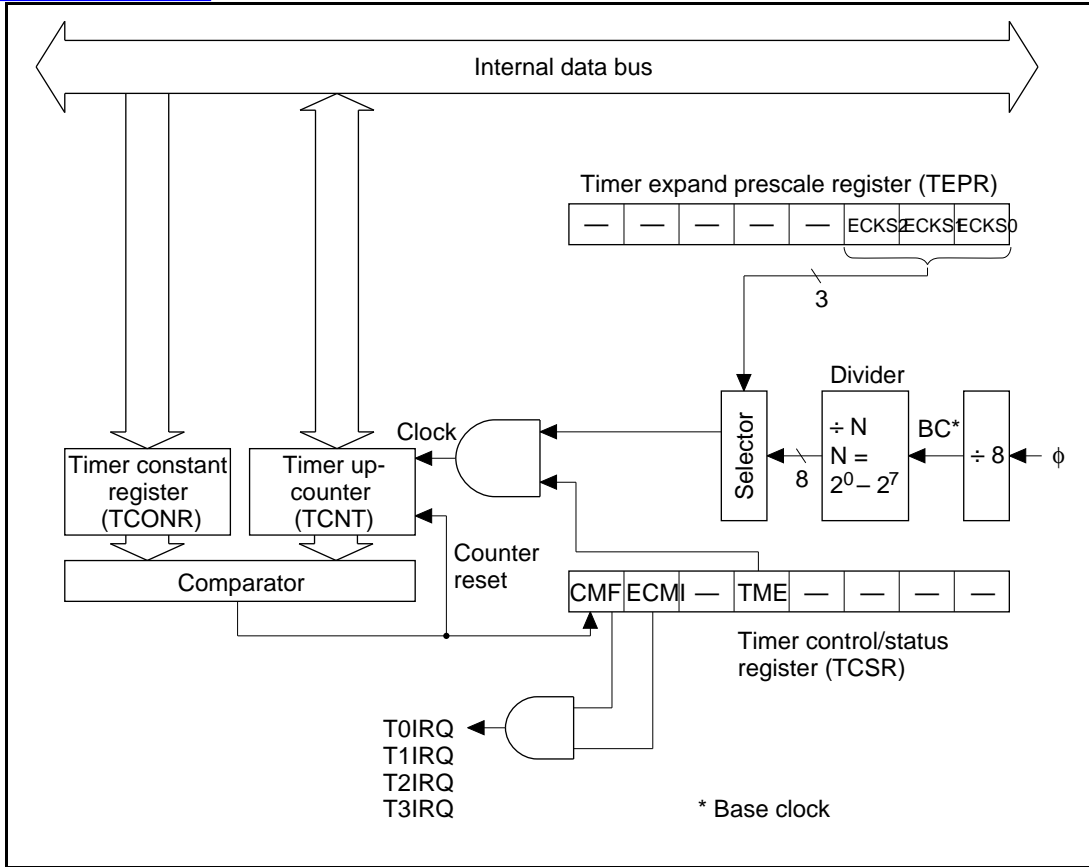 Internal data bus
Timer expand prescale register (TEPR)
— — — — — ECKS2 ECKS1 ECKS0
3
Divider
Selector
8
÷ N
N =
2⁰ – 2⁷
BC*
÷ 8
ϕ
Clock
Timer constant
register
(TCONR)
Timer up-
counter
(TCNT)
Counter
reset
Comparator
CMF ECMI — TME — — — —
Timer control/status
register (TCSR)
T0IRQ
T1IRQ
T2IRQ
T3IRQ
* Base clock